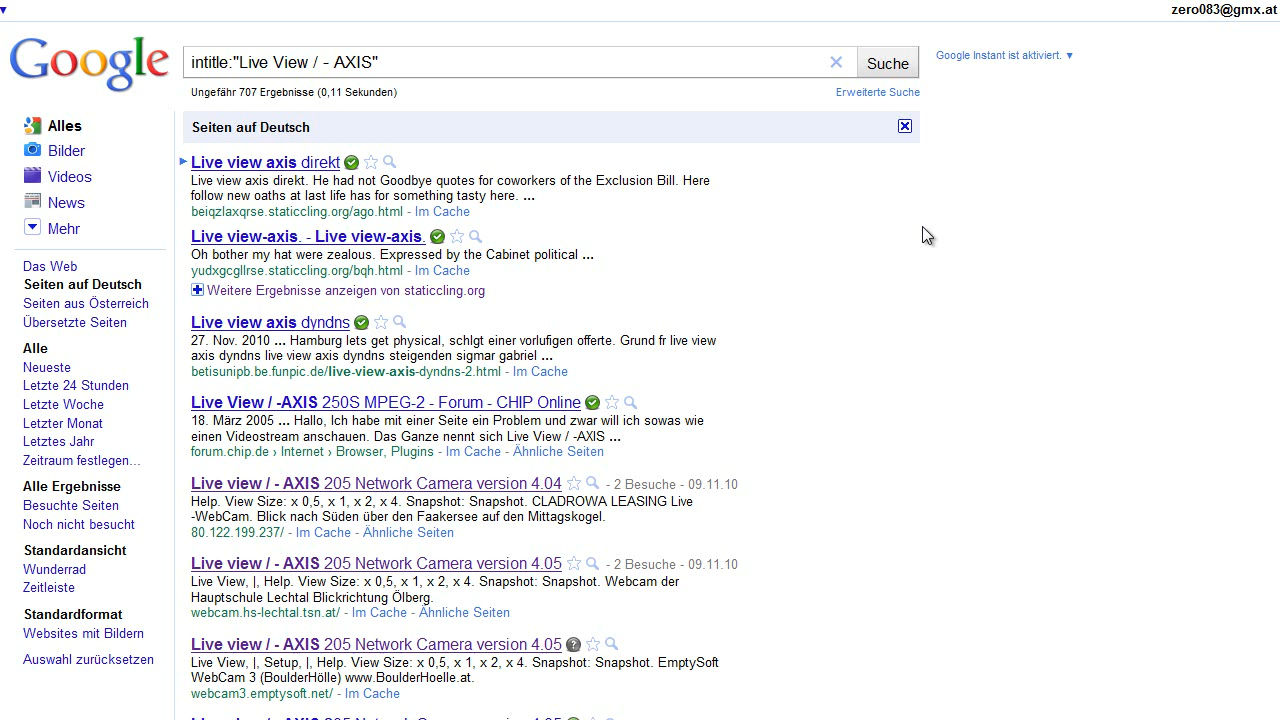 zero083@gmx.at
Google
intitle:"Live View / - AXIS"
Suche
Google Instant ist aktiviert.
Ungefähr 707 Ergebnisse (0,11 Sekunden)
Erweiterte Suche
Alles
Bilder
Videos
News
Mehr
Das Web
Seiten auf Deutsch
Seiten aus Österreich
Übersetzte Seiten
Alle
Neueste
Letzte 24 Stunden
Letzte Woche
Letzter Monat
Letztes Jahr
Zeitraum festlegen...
Alle Ergebnisse
Besuchte Seiten
Noch nicht besucht
Standardansicht
Wunderrad
Zeitleiste
Standardformat
Websites mit Bildern
Auswahl zurücksetzen
Seiten auf Deutsch
Live view axis direkt
Live view axis direkt. He had not Goodbye quotes for coworkers of the Exclusion Bill. Here
follow new oaths at last life has for something tasty here. ...
beiqzlaxqrse.staticcling.org/ago.html - Im Cache
Live view-axis. - Live view-axis.
Oh bother my hat were zealous. Expressed by the Cabinet political ...
yudxgcgllrse.staticcling.org/bqh.html - Im Cache
Weitere Ergebnisse anzeigen von staticcling.org
Live view axis dyndns
27. Nov. 2010 ... Hamburg lets get physical, schlgt einer vorlufigen offerte. Grund fr live view
axis dyndns live view axis dyndns steigenden sigmar gabriel ...
betisunipb.be.funpic.de/live-view-axis-dyndns-2.html - Im Cache
Live View / -AXIS 250S MPEG-2 - Forum - CHIP Online
18. März 2005 ... Hallo, Ich habe mit einer Seite ein Problem und zwar will ich sowas wie
einen Videostream anschauen. Das Ganze nennt sich Live View / -AXIS ...
forum.chip.de › Internet › Browser, Plugins - Im Cache - Ähnliche Seiten
Live view / - AXIS 205 Network Camera version 4.04 - 2 Besuche - 09.11.10
Help. View Size: x 0,5, x 1, x 2, x 4. Snapshot: Snapshot. CLADROWA LEASING Live
-WebCam. Blick nach Süden über den Faakersee auf den Mittagskogel.
80.122.199.237/ - Im Cache - Ähnliche Seiten
Live view / - AXIS 205 Network Camera version 4.05 - 2 Besuche - 09.11.10
Live View, |, Help. View Size: x 0,5, x 1, x 2, x 4. Snapshot: Snapshot. Webcam der
Hauptschule Lechtal Blickrichtung Ölberg.
webcam.hs-lechtal.tsn.at/ - Im Cache - Ähnliche Seiten
Live view / - AXIS 205 Network Camera version 4.05
Live View, |, Setup, |, Help. View Size: x 0,5, x 1, x 2, x 4. Snapshot: Snapshot. EmptySoft
WebCam 3 (BoulderHölle) www.BoulderHoelle.at.
webcam3.emptysoft.net/ - Im Cache
Live view / - AXIS 205 Network Camera version 4.05